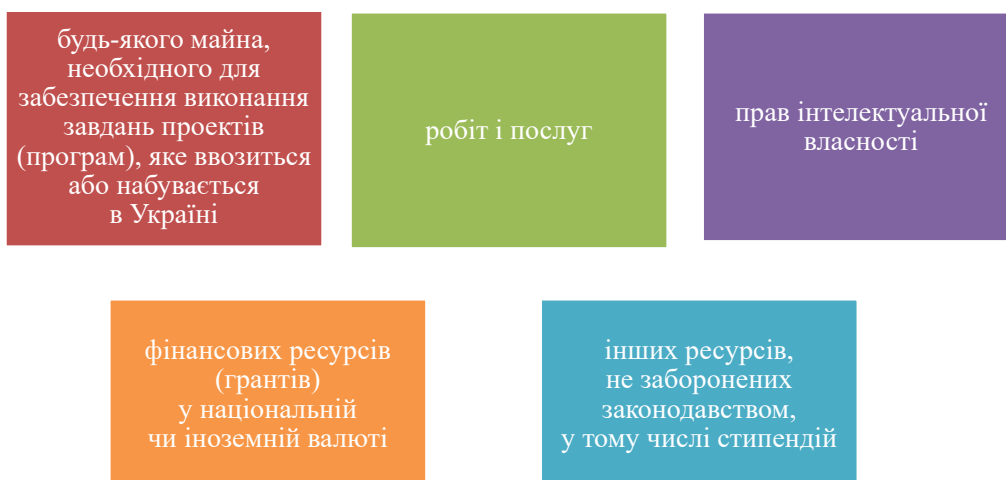 будь-якого майна,
необхідного для
забезпечення виконання
завдань проектів
(програм), яке ввозиться
або набувається
в Україні
робіт і послуг
прав інтелектуальної
власності
фінансових ресурсів
(грантів)
у національній
чи іноземній валюті
інших ресурсів,
не заборонених
законодавством,
у тому числі стипендій